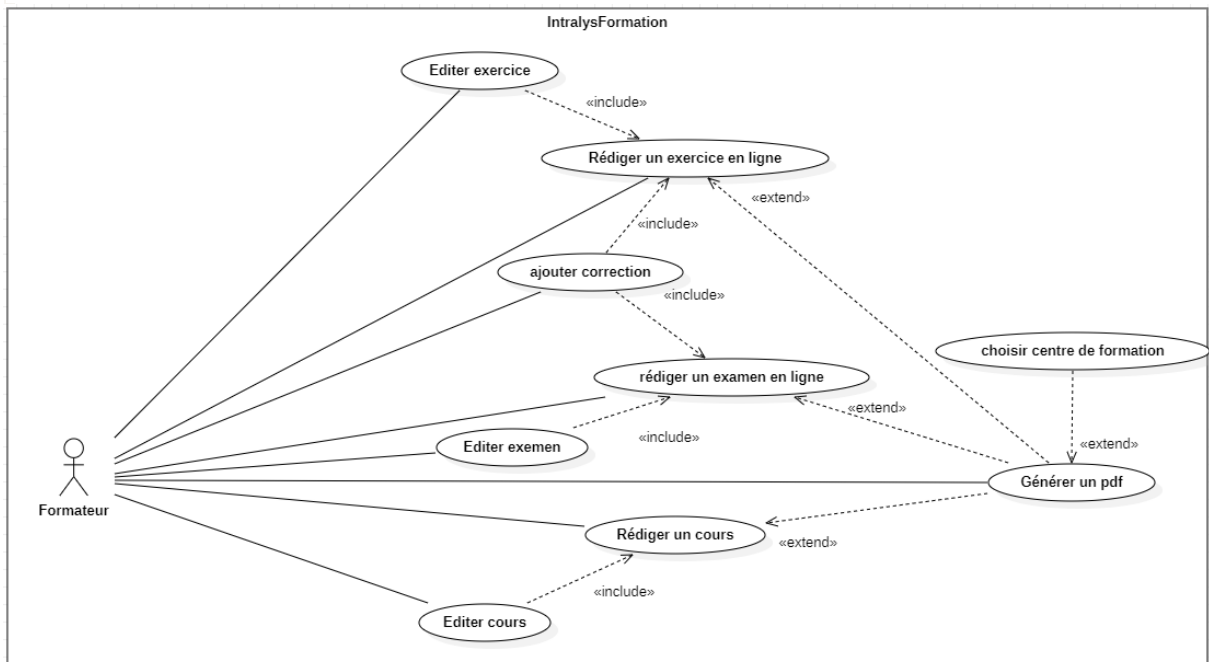 IntralysFormation
Editer exercice
«include»
Rédiger un exercice en ligne
«extend»
«include»
ajouter correction
«include»
choisir centre de formation
rédiger un examen en ligne
«extend»
«include»
Editer exemen
«extend»
Générer un pdf
Formateur
Rédiger un cours
«extend»
«include»
Editer cours